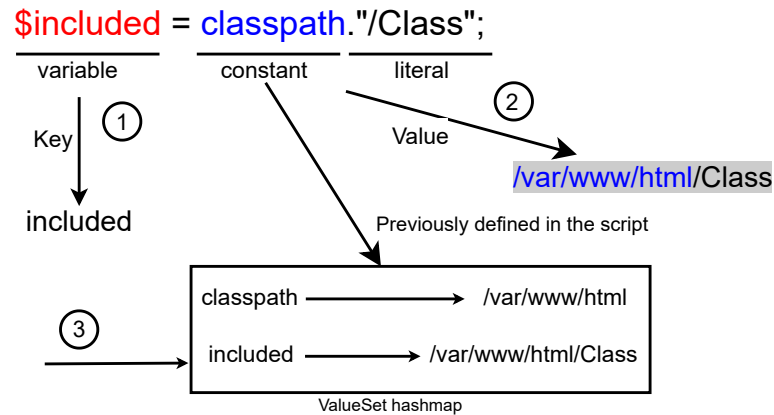 $included = classpath."/Class";
variable constant literal
1
2
Key
Value
/var/www/html/Class
included
Previously defined in the script
classpath /var/www/html
3
included /var/www/html/Class
ValueSet hashmap